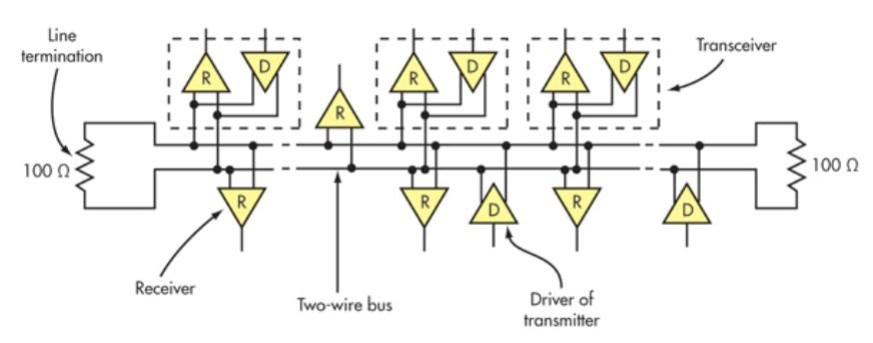 Line
termination
Transceiver
R
D
R
D
R
D
R
100 Ω
100 Ω
R
R
D
R
D
Receiver
Two-wire bus
Driver of
transmitter